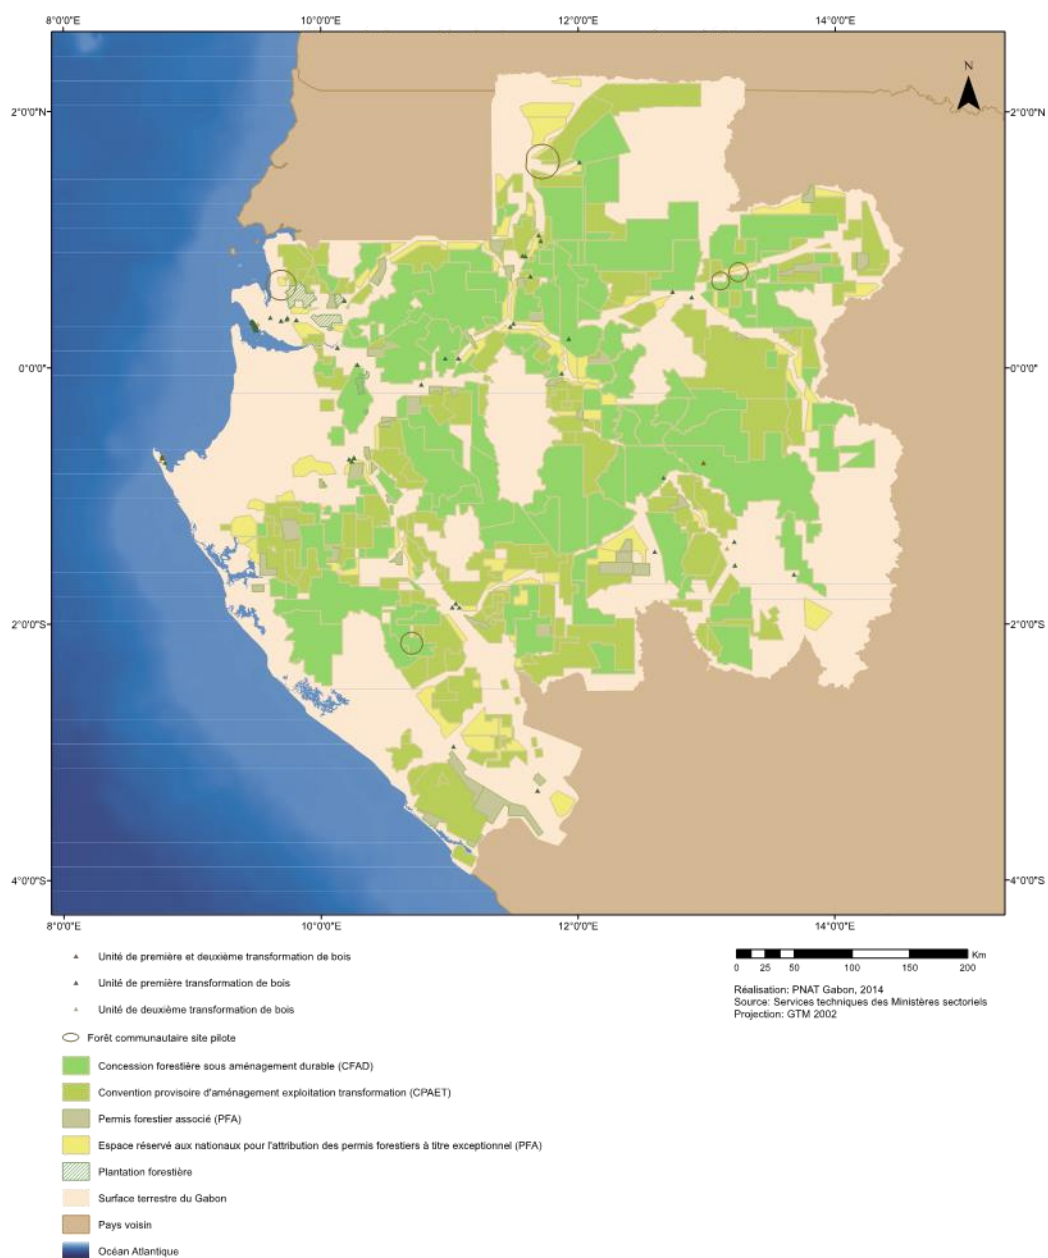 8°0'0"E 10°0'0"E 12°0'0"E 14°0'0"E
N
2°0'0"N 2°0'0"N
0°0'0" 0°0'0"
2°0'0"S 2°0'0"S
4°0'0"S 4°0'0"S
8°0'0"E 10°0'0"E 12°0'0"E 14°0'0"E
Unité de première et deuxième transformation de bois
Unité de première transformation de bois
Unité de deuxième transformation de bois
Forêt communautaire site pilote
Concession forestière sous aménagement durable (CFAD)
Convention provisoire d'aménagement exploitation transformation (CPAET)
Permis forestier associé (PFA)
Espace réservé aux nationaux pour l'attribution des permis forestiers à titre exceptionnel (PFA)
Plantation forestière
Surface terrestre du Gabon
Pays voisin
Océan Atlantique
Km
0 25 50 100 150 200
Réalisation: PNAT Gabon, 2014
Source: Services techniques des Ministères sectoriels
Projection: GTM 2002